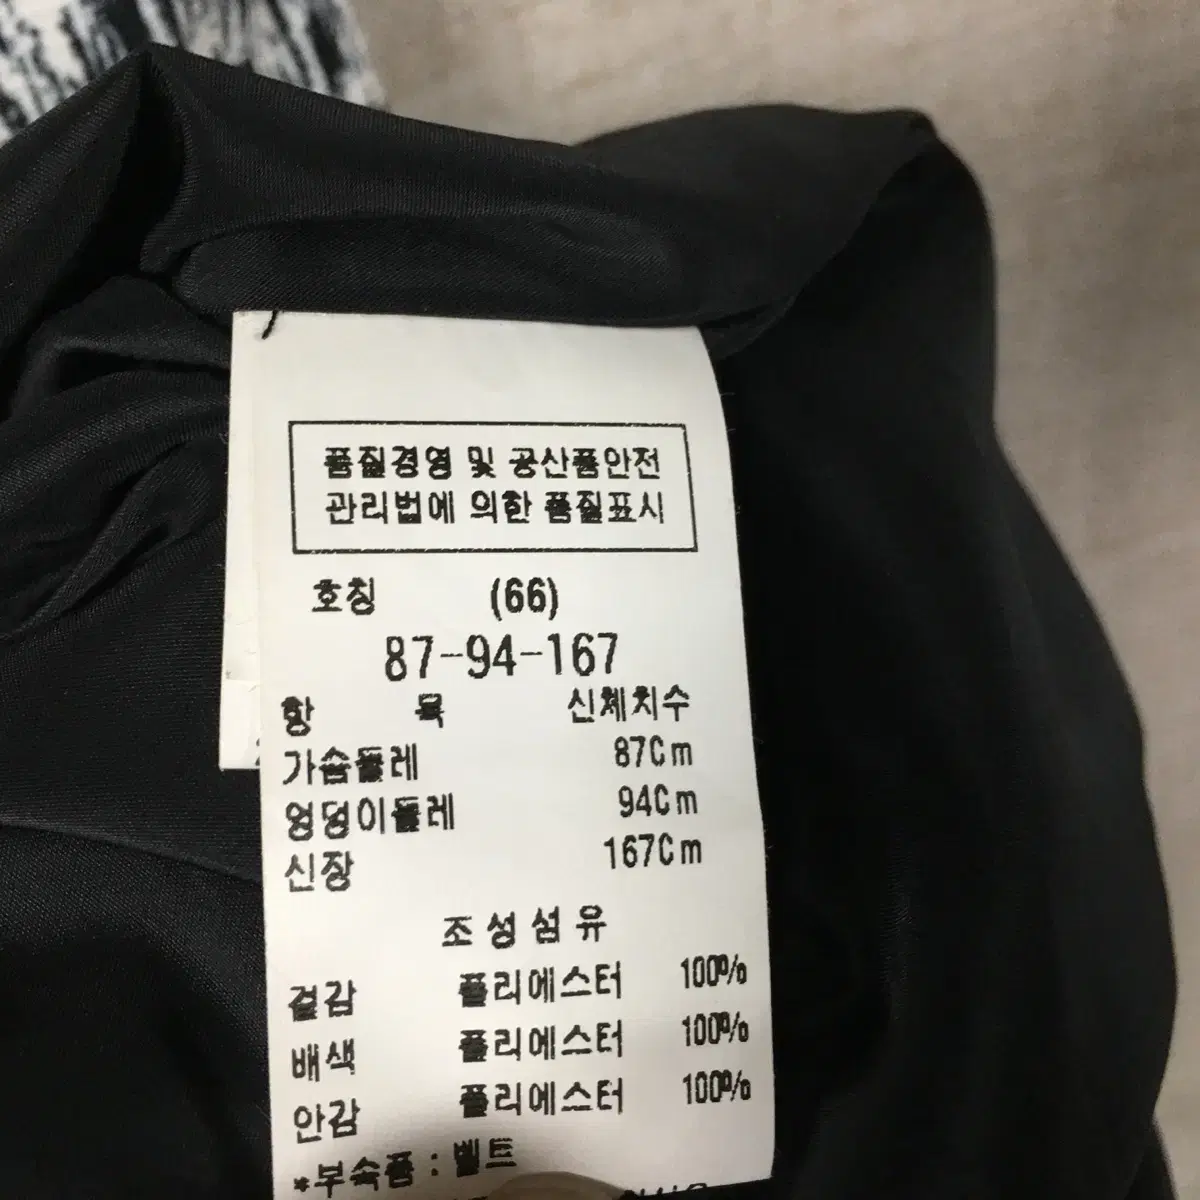 품질경영 및 공산품안전
관리법에 의한 품질표시
호칭 (66)
87-94-167
항 목 신체치수
가슴둘레 87Cm
엉덩이둘레 94Cm
신장 167Cm
조성섬유
겉감 폴리에스터 100%
배색 폴리에스터 100%
안감 폴리에스터 100%
*부속품 : 벨트